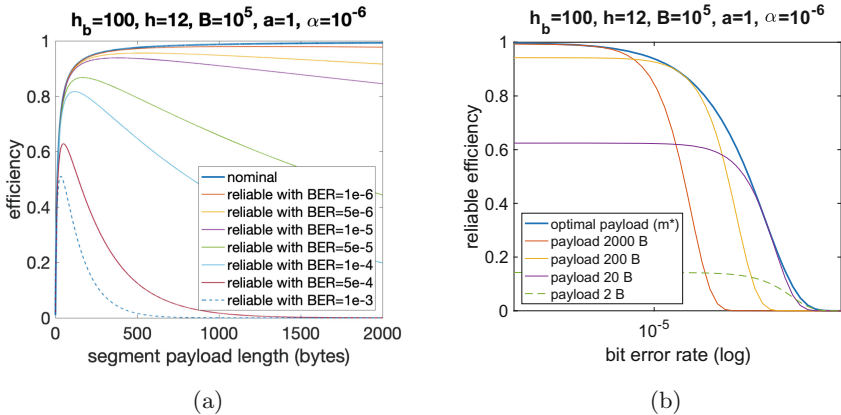 h_b=100, h=12, B=10^5, a=1, α=10^-6
efficiency
1
0.8
0.6
0.4
0.2
0
nominal
reliable with BER=1e-6
reliable with BER=5e-6
reliable with BER=1e-5
reliable with BER=5e-5
reliable with BER=1e-4
reliable with BER=5e-4
reliable with BER=1e-3
0 500 1000 1500 2000
segment payload length (bytes)
(a)
h_b=100, h=12, B=10^5, a=1, α=10^-6
reliable efficiency
1
0.8
0.6
0.4
0.2
0
optimal payload (m*)
payload 2000 B
payload 200 B
payload 20 B
payload 2 B
10^-5
bit error rate (log)
(b)